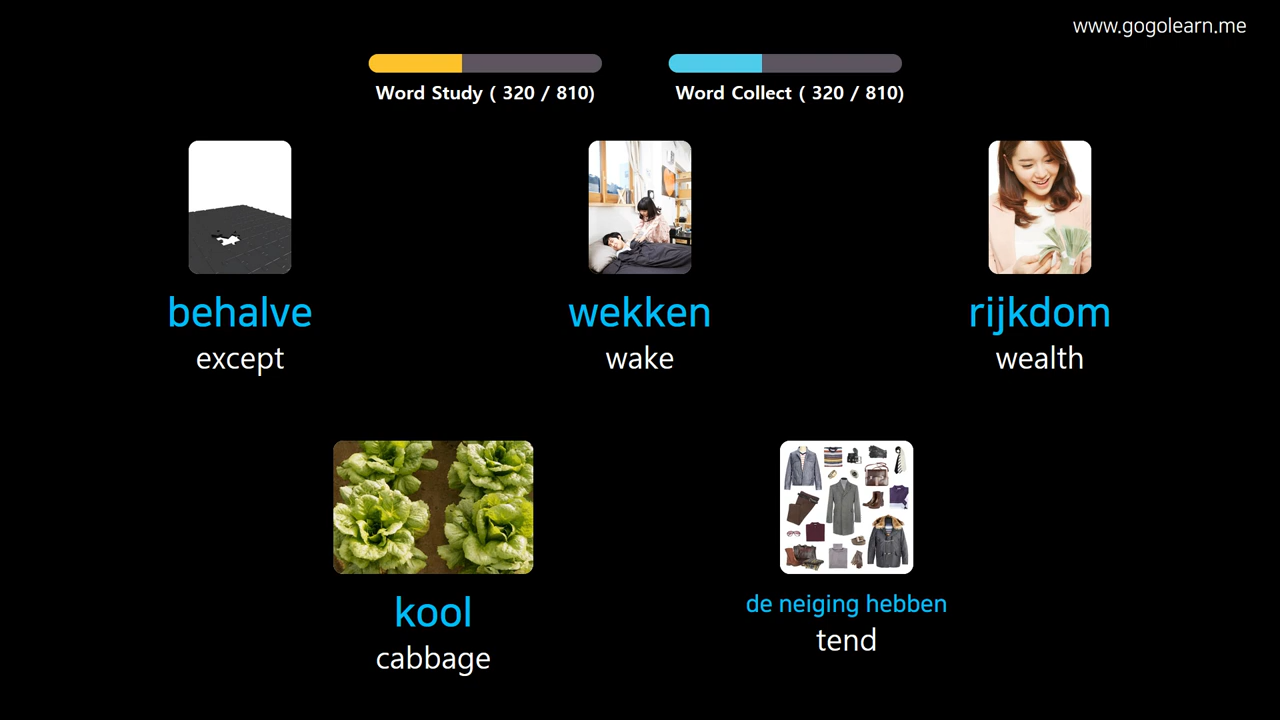 www.gogolearn.me
Word Study ( 320 / 810)
Word Collect ( 320 / 810)
behalve
except
wekken
wake
rijkdom
wealth
kool
cabbage
de neiging hebben
tend